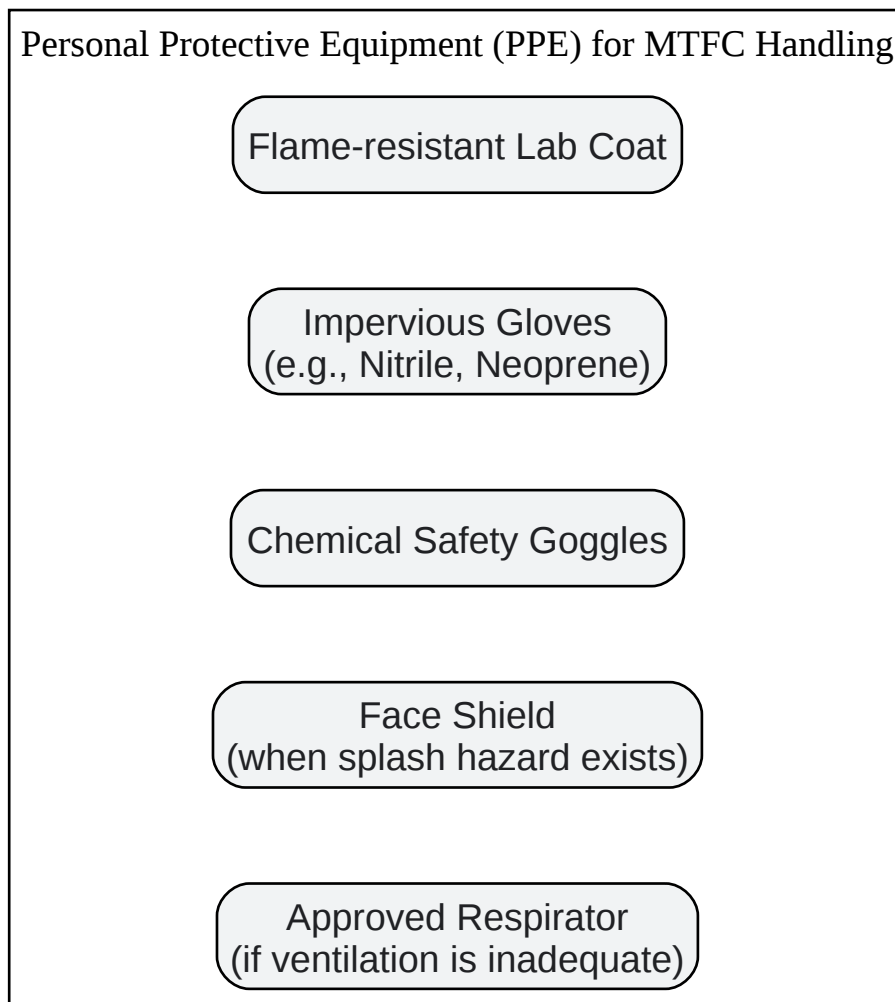 Personal Protective Equipment (PPE) for MTFC Handling
Flame-resistant Lab Coat
Impervious Gloves
(e.g., Nitrile, Neoprene)
Chemical Safety Goggles
Face Shield
(when splash hazard exists)
Approved Respirator
(if ventilation is inadequate)